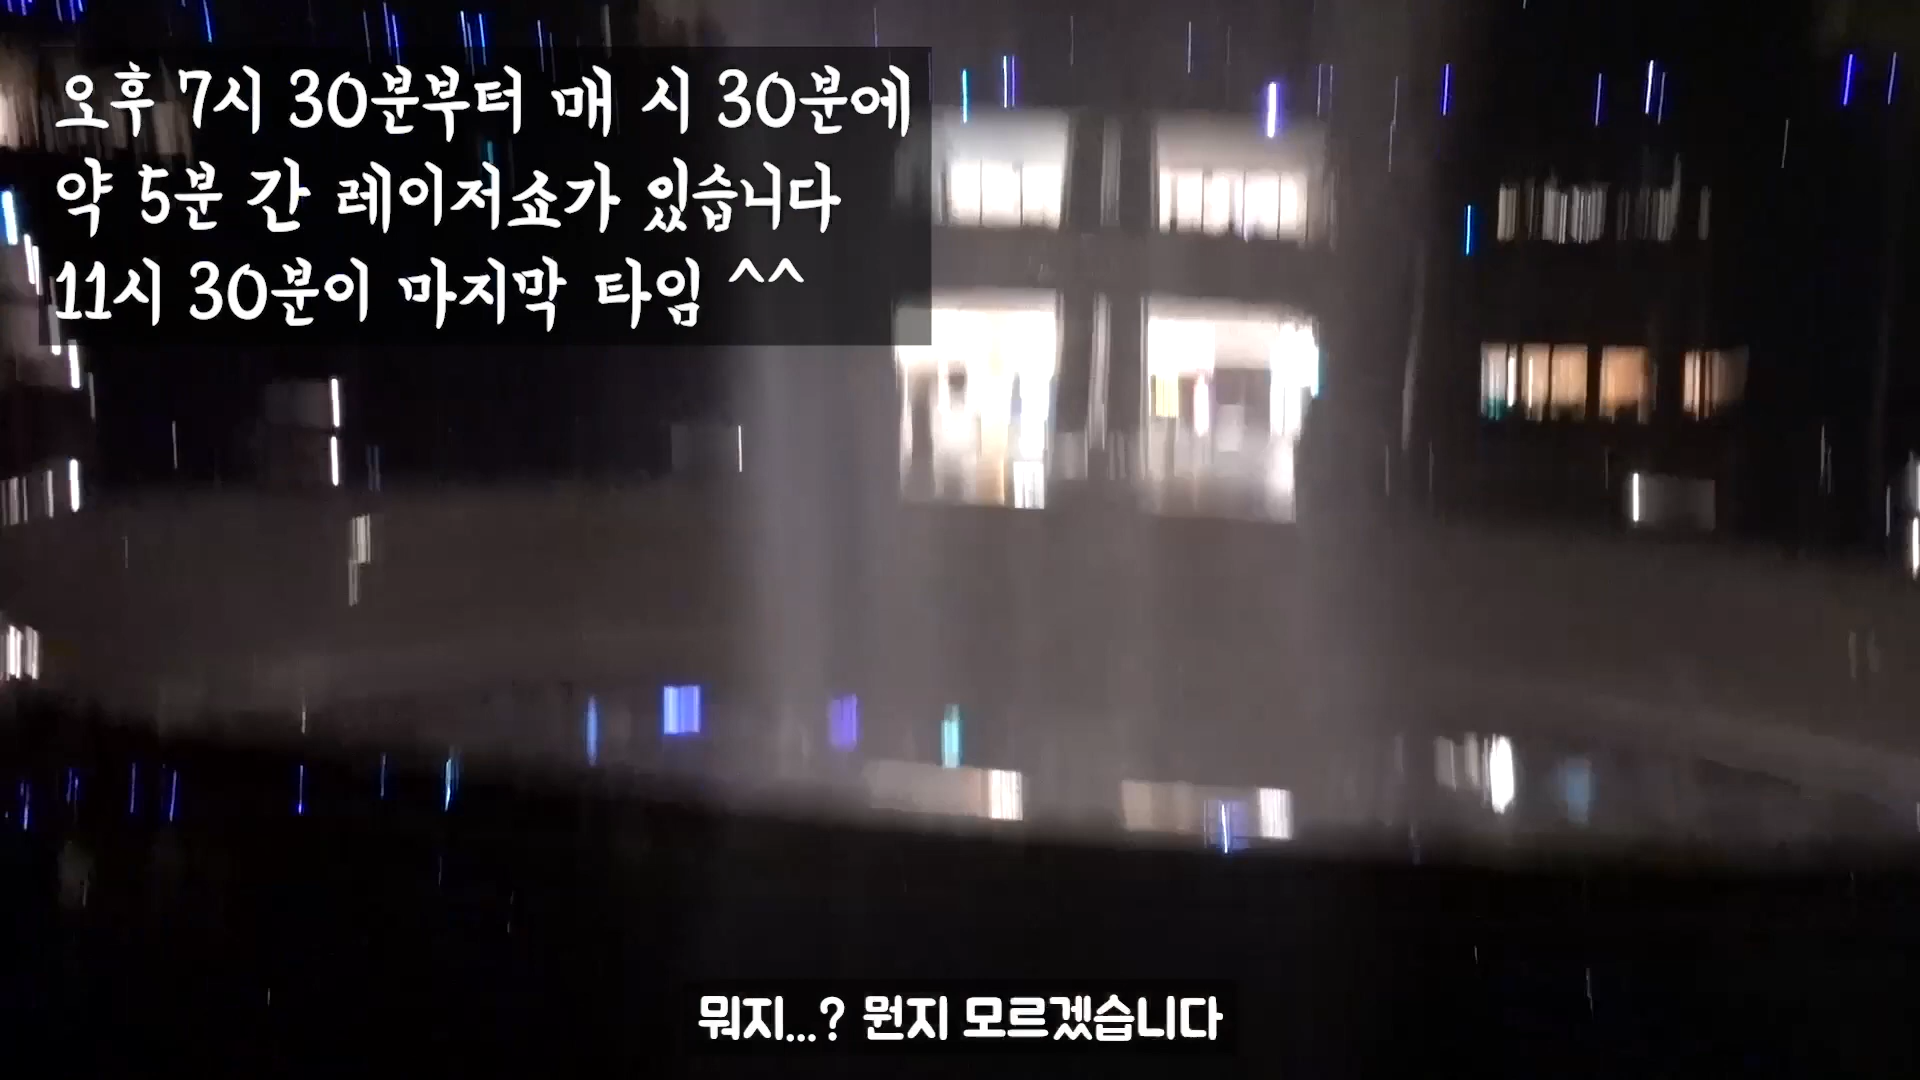 오후 7시 30분부터 매 시 30분에
약 5분 간 레이저쇼가 있습니다
11시 30분이 마지막 타임 ^^
뭐지...? 뭔지 모르겠습니다